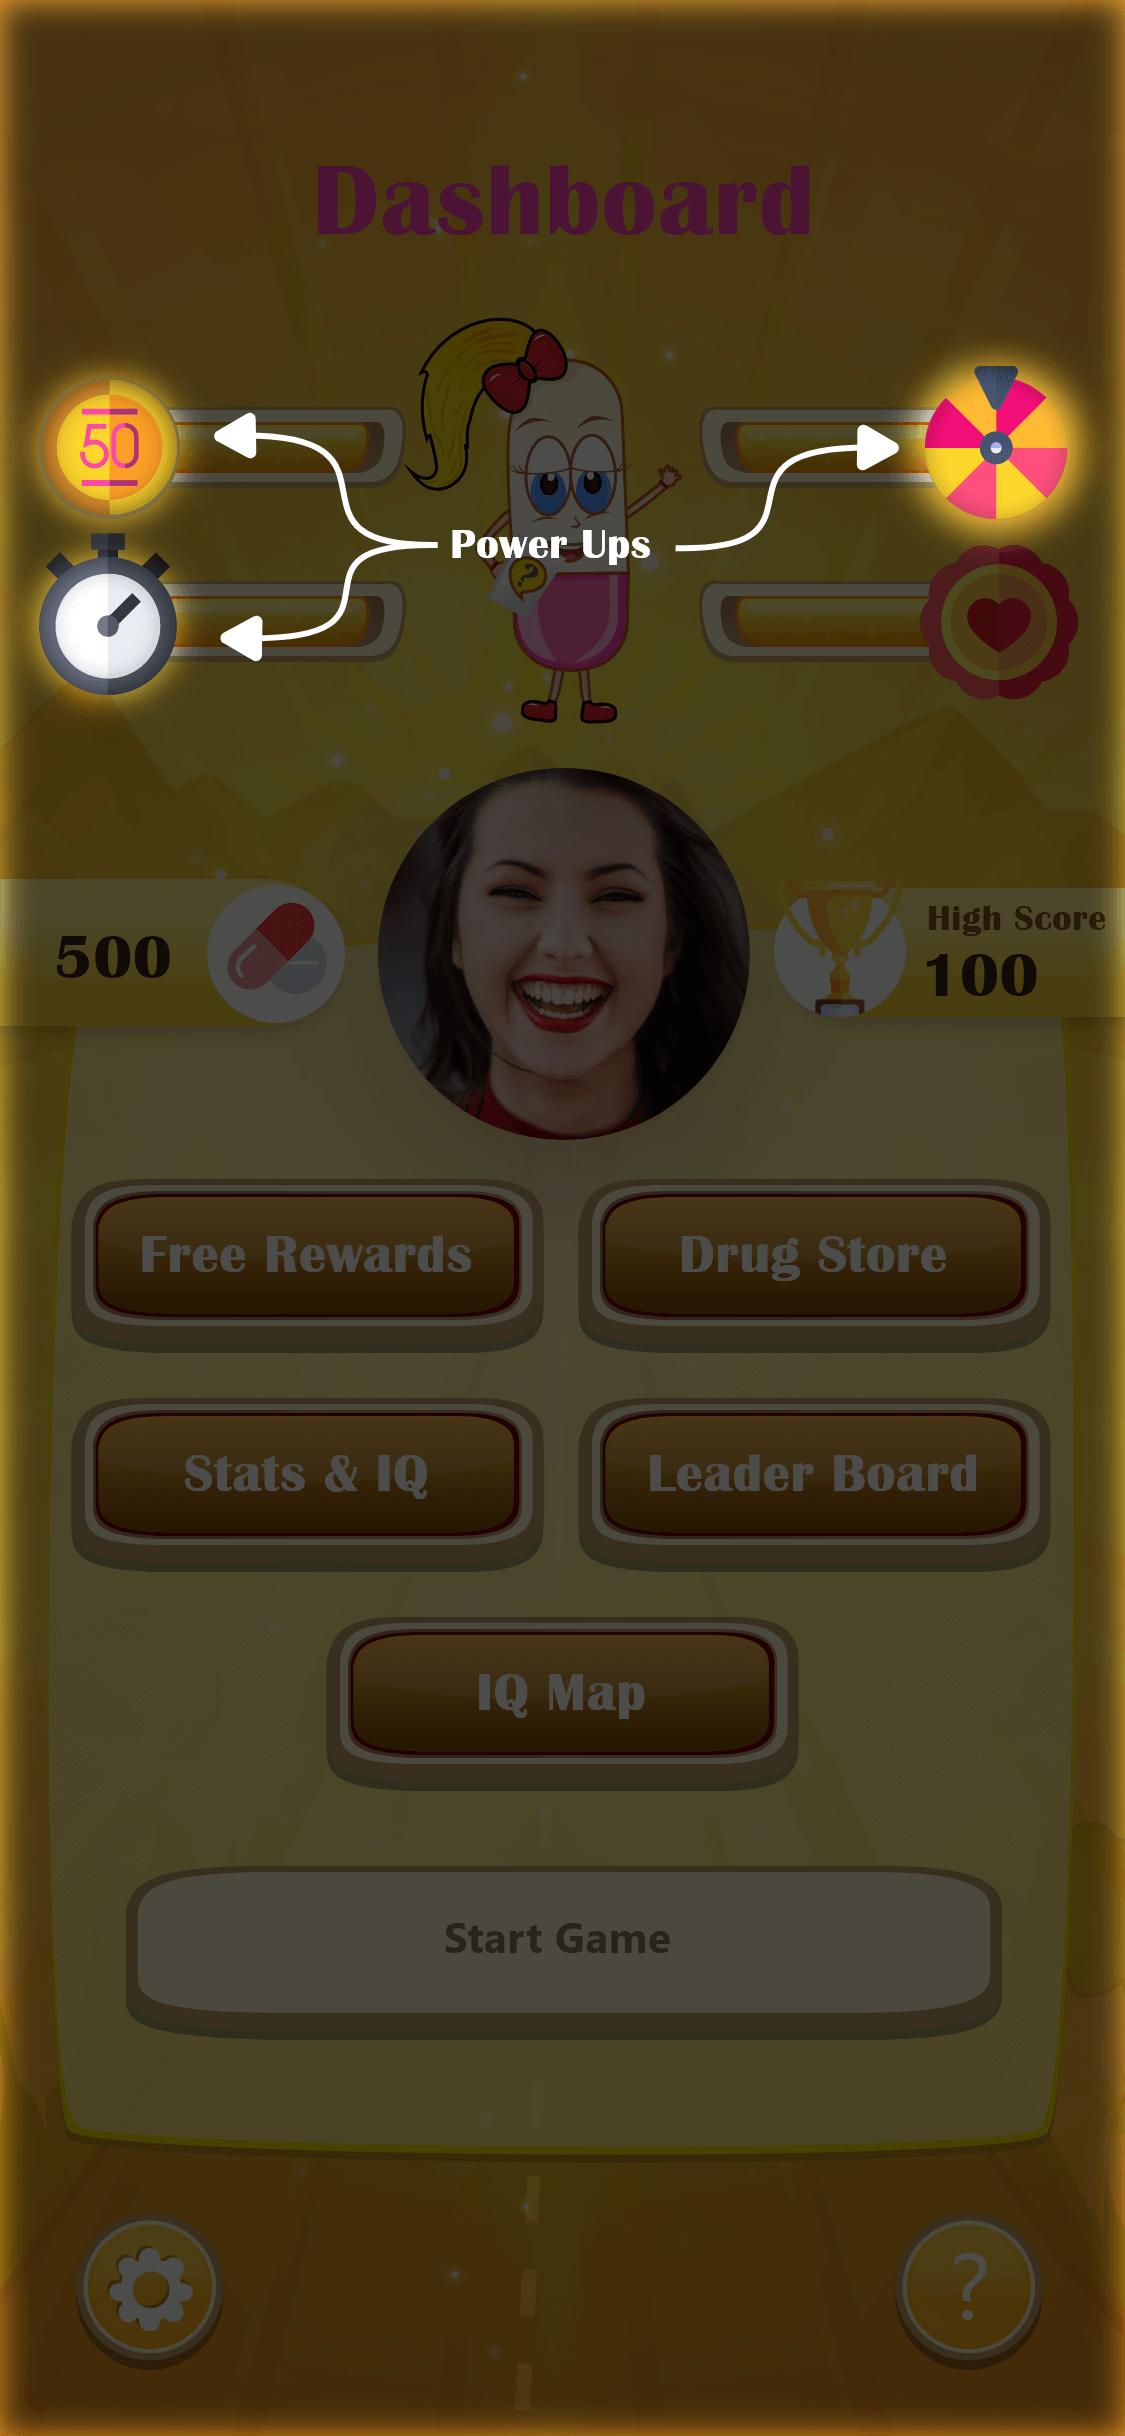 Dashboard
50
Power Ups
?
500
High Score
100
Free Rewards
Drug Store
Stats & IQ
Leader Board
IQ Map
Start Game
?